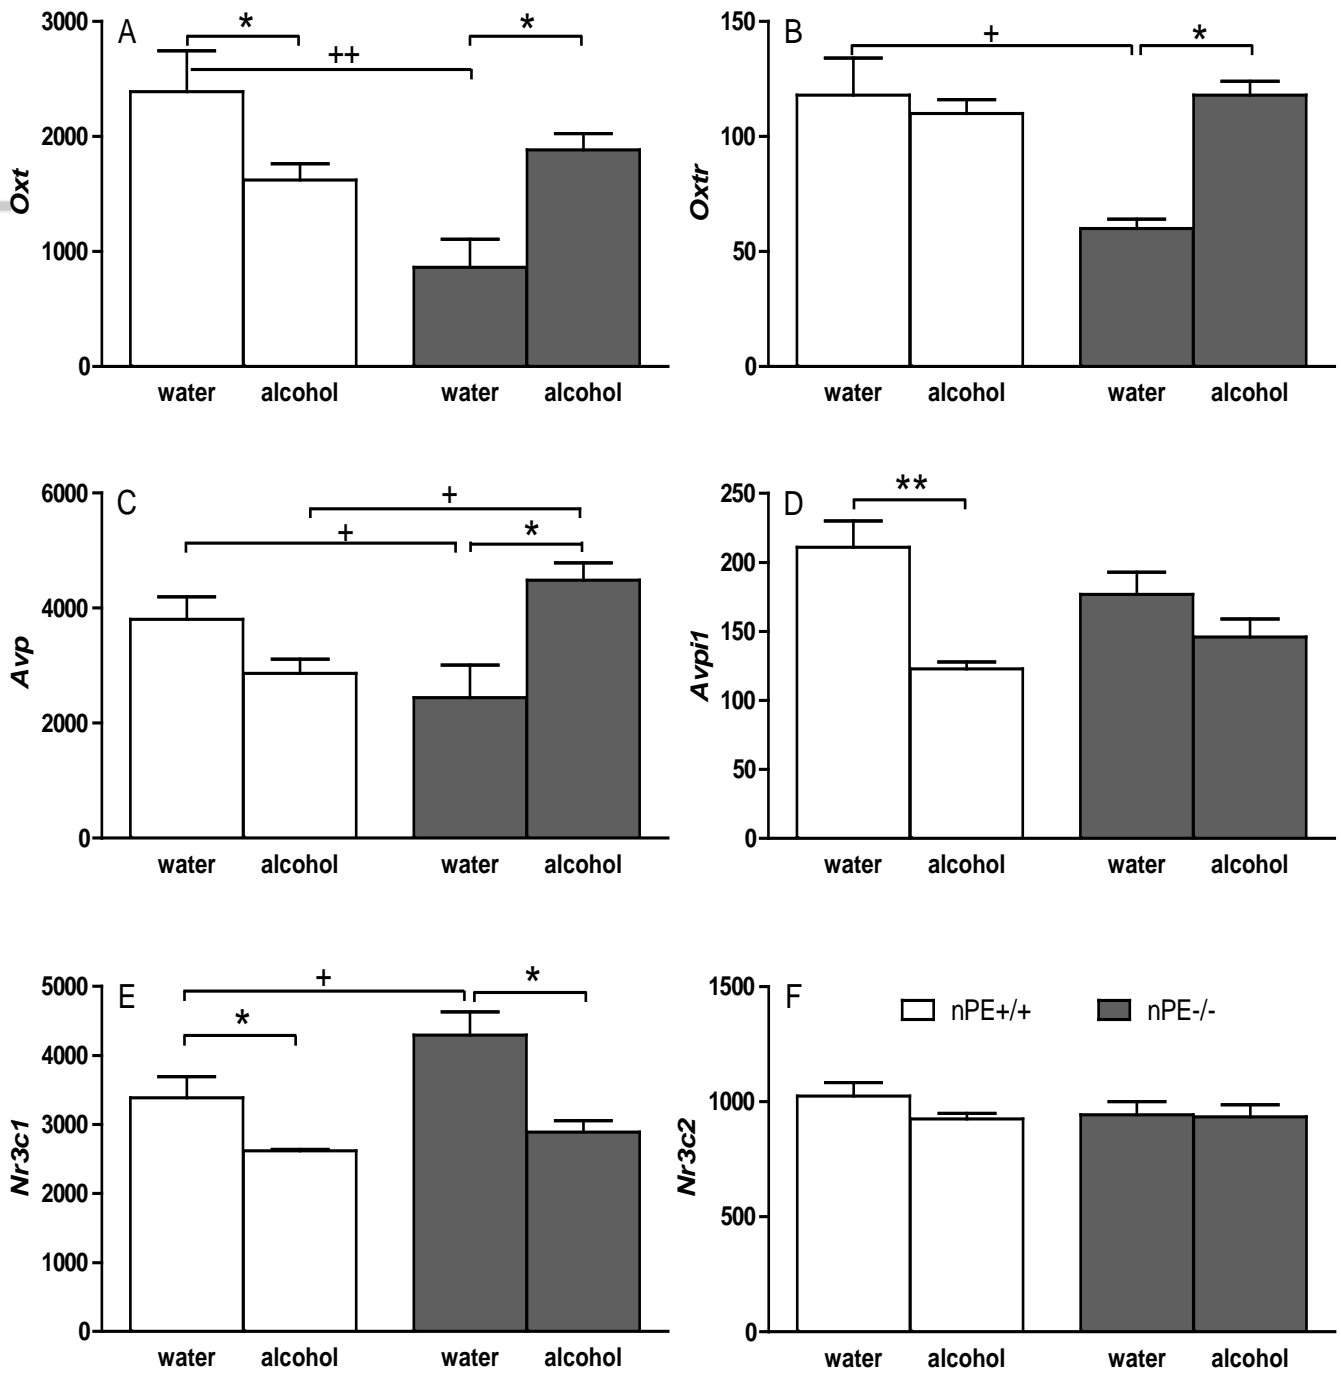 A
*
++
*
3000
2000
1000
0
Oxt
water alcohol water alcohol
B
+
*
150
100
50
0
Oxtr
water alcohol water alcohol
C
+
+
*
6000
4000
2000
0
Avp
water alcohol water alcohol
D
**
250
200
150
100
50
0
Avpi1
water alcohol water alcohol
E
+
*
*
5000
4000
3000
2000
1000
0
Nr3c1
water alcohol water alcohol
F
nPE+/+ nPE-/-
1500
1000
500
0
Nr3c2
water alcohol water alcohol